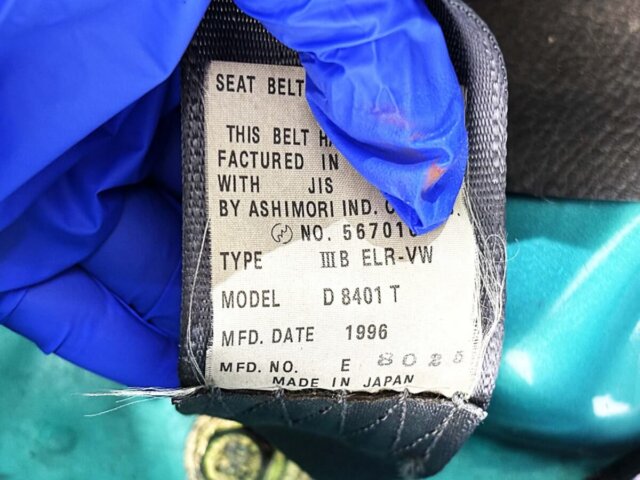 SEAT BELT
THIS BELT
FACTURED IN
WITH JIS
BY ASHIMORI IND.
NO. 56701
TYPE ⅢB ELR-VW
MODEL D8401T
MFD. DATE 1996
MFD. NO. E 8025
MADE IN JAPAN